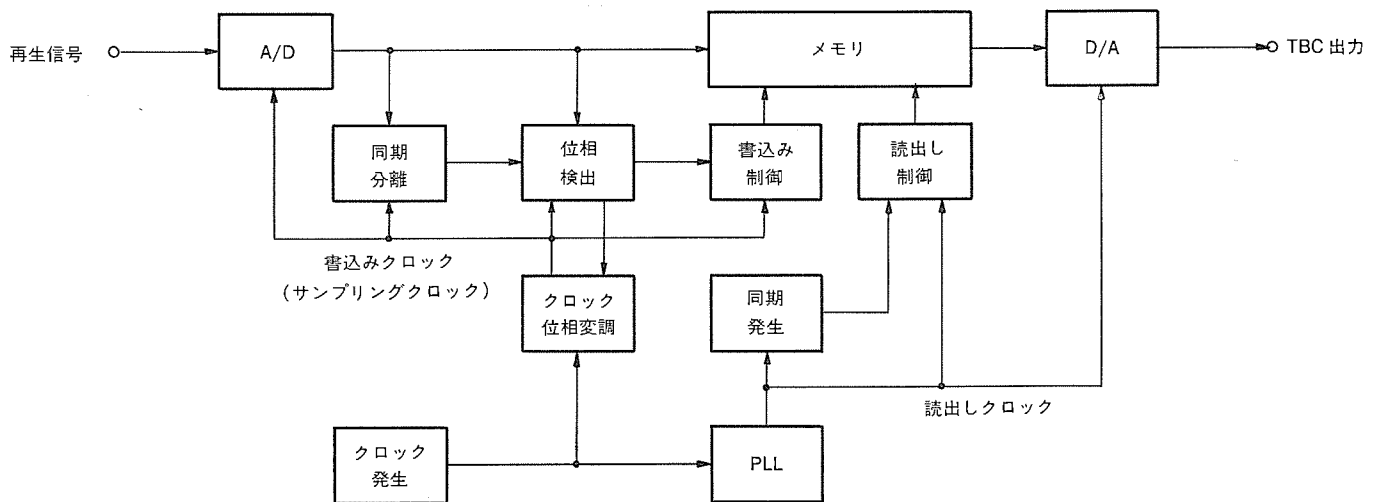 再生信号
A/D
メモリ
D/A
TBC 出力
同期
分離
位相
検出
書込み
制御
読出し
制御
書込みクロック
(サンプリングクロック)
クロック
位相変調
同期
発生
読出しクロック
クロック
発生
PLL